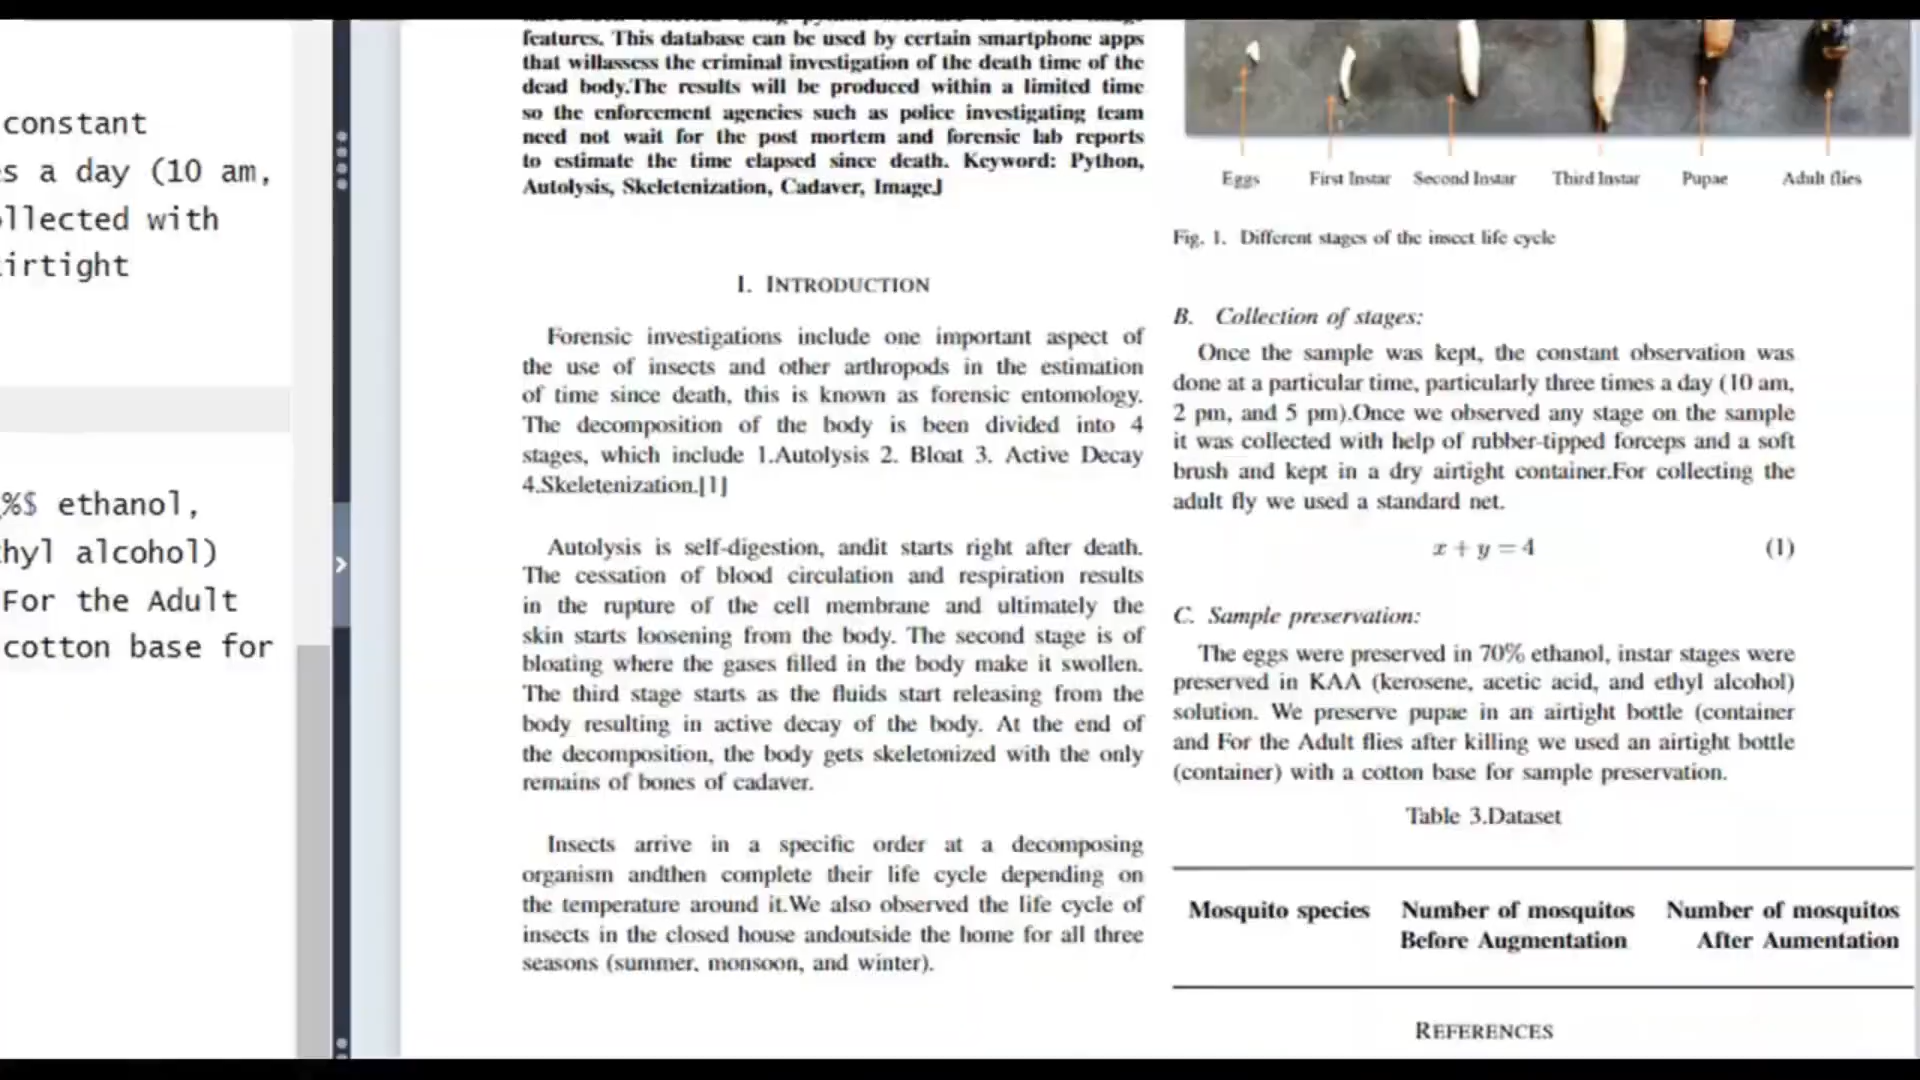 constant
s a day (10 am,
ollected with
irtight
%$ ethanol,
hyl alcohol)
For the Adult
cotton base for
features. This database can be used by certain smartphone apps
that willassess the criminal investigation of the death time of the
dead body.The results will be produced within a limited time
so the enforcement agencies such as police investigating team
need not wait for the post mortem and forensic lab reports
to estimate the time elapsed since death. Keyword: Python,
Autolysis, Skeletenization, Cadaver, ImageJ
I. INTRODUCTION
Forensic investigations include one important aspect of
the use of insects and other arthropods in the estimation
of time since death, this is known as forensic entomology.
The decomposition of the body is been divided into 4
stages, which include 1.Autolysis 2. Bloat 3. Active Decay
4.Skeletenization.[1]
Autolysis is self-digestion, andit starts right after death.
The cessation of blood circulation and respiration results
in the rupture of the cell membrane and ultimately the
skin starts loosening from the body. The second stage is of
bloating where the gases filled in the body make it swollen.
The third stage starts as the fluids start releasing from the
body resulting in active decay of the body. At the end of
the decomposition, the body gets skeletonized with the only
remains of bones of cadaver.
Insects arrive in a specific order at a decomposing
organism andthen complete their life cycle depending on
the temperature around it.We also observed the life cycle of
insects in the closed house andoutside the home for all three
seasons (summer, monsoon, and winter).
Eggs First Instar Second Instar Third Instar Pupae Adult flies
Fig. 1. Different stages of the insect life cycle
B. Collection of stages:
Once the sample was kept, the constant observation was
done at a particular time, particularly three times a day (10 am,
2 pm, and 5 pm).Once we observed any stage on the sample
it was collected with help of rubber-tipped forceps and a soft
brush and kept in a dry airtight container.For collecting the
adult fly we used a standard net.
x + y = 4 (1)
C. Sample preservation:
The eggs were preserved in 70% ethanol, instar stages were
preserved in KAA (kerosene, acetic acid, and ethyl alcohol)
solution. We preserve pupae in an airtight bottle (container
and For the Adult flies after killing we used an airtight bottle
(container) with a cotton base for sample preservation.
Table 3.Dataset
Mosquito species Number of mosquitos Number of mosquitos
Before Augmentation After Aumentation
REFERENCES